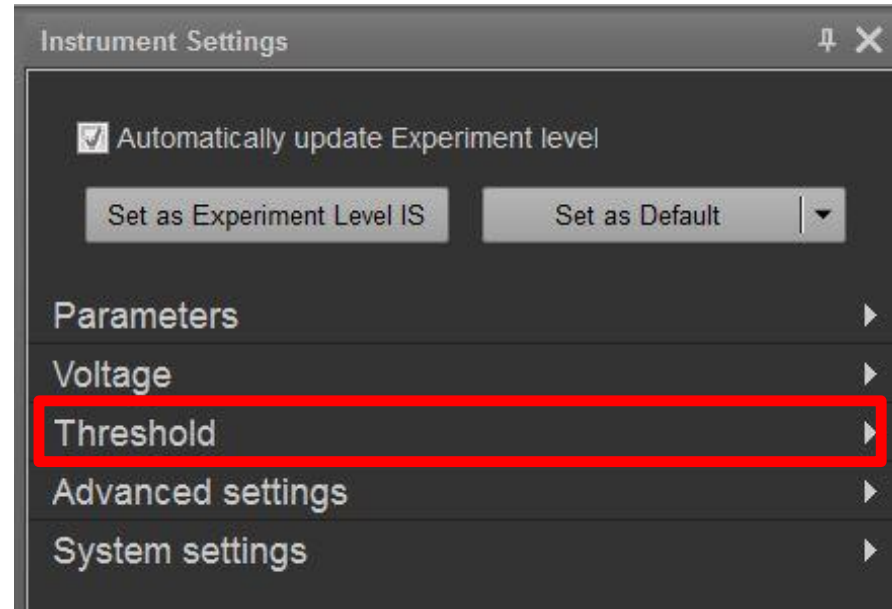 Instrument Settings
Automatically update Experiment level
Set as Experiment Level IS
Set as Default
Parameters
Voltage
Threshold
Advanced settings
System settings